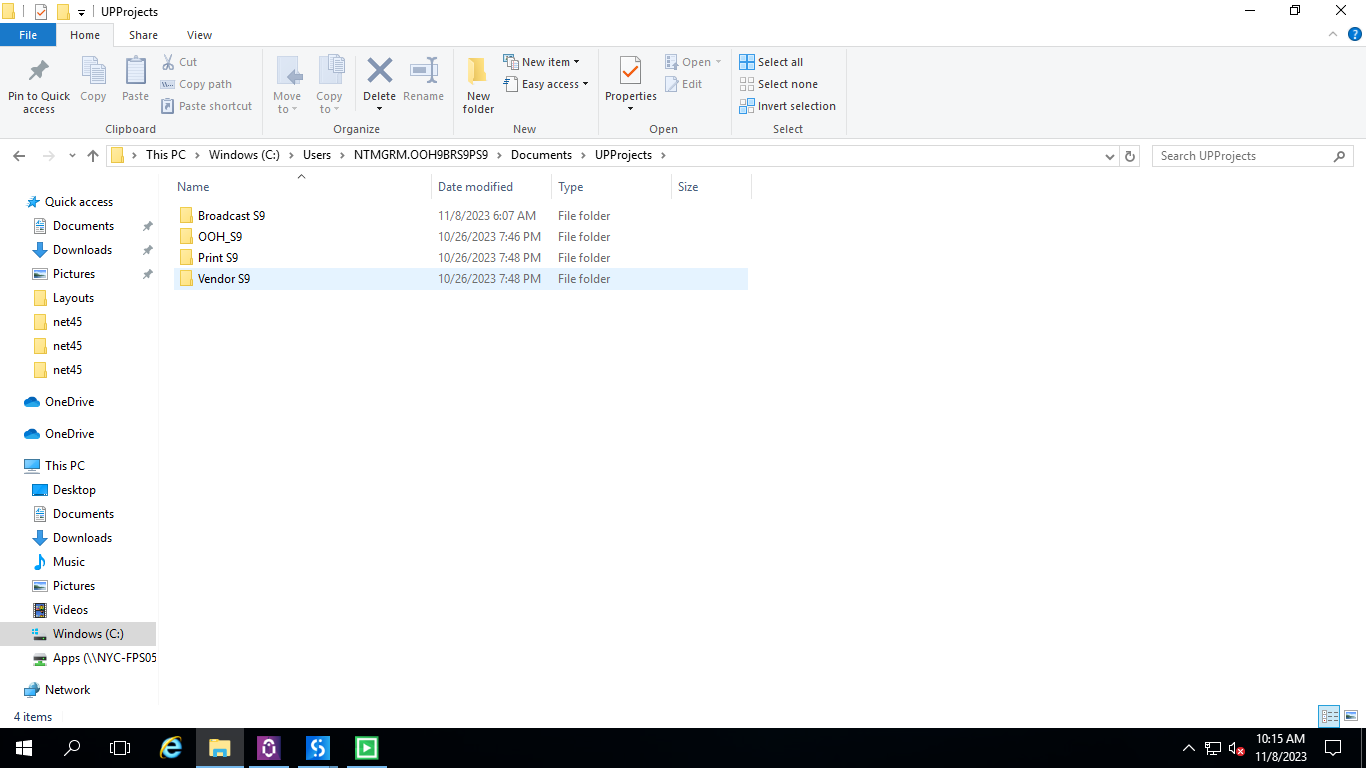 UPProjects
File Home Share View
Pin to Quick access
Copy
Paste
Cut
Copy path
Paste shortcut
Clipboard
Move to
Copy to
Delete
Rename
Organize
New folder
New item
Easy access
New
Properties
Open
Edit
Open
Select all
Select none
Invert selection
Select
This PC Windows (C:) Users NTMGRM.OOH9BRS9PS9 Documents UPProjects
Search UPProjects
Quick access
Documents
Downloads
Pictures
Layouts
net45
net45
net45
OneDrive
OneDrive
This PC
Desktop
Documents
Downloads
Music
Pictures
Videos
Windows (C:)
Apps (\\NYC-FPS05
Network
Name Date modified Type Size
Broadcast S9 11/8/2023 6:07 AM File folder
OOH_S9 10/26/2023 7:46 PM File folder
Print S9 10/26/2023 7:48 PM File folder
Vendor S9 10/26/2023 7:48 PM File folder
4 items
10:15 AM
11/8/2023